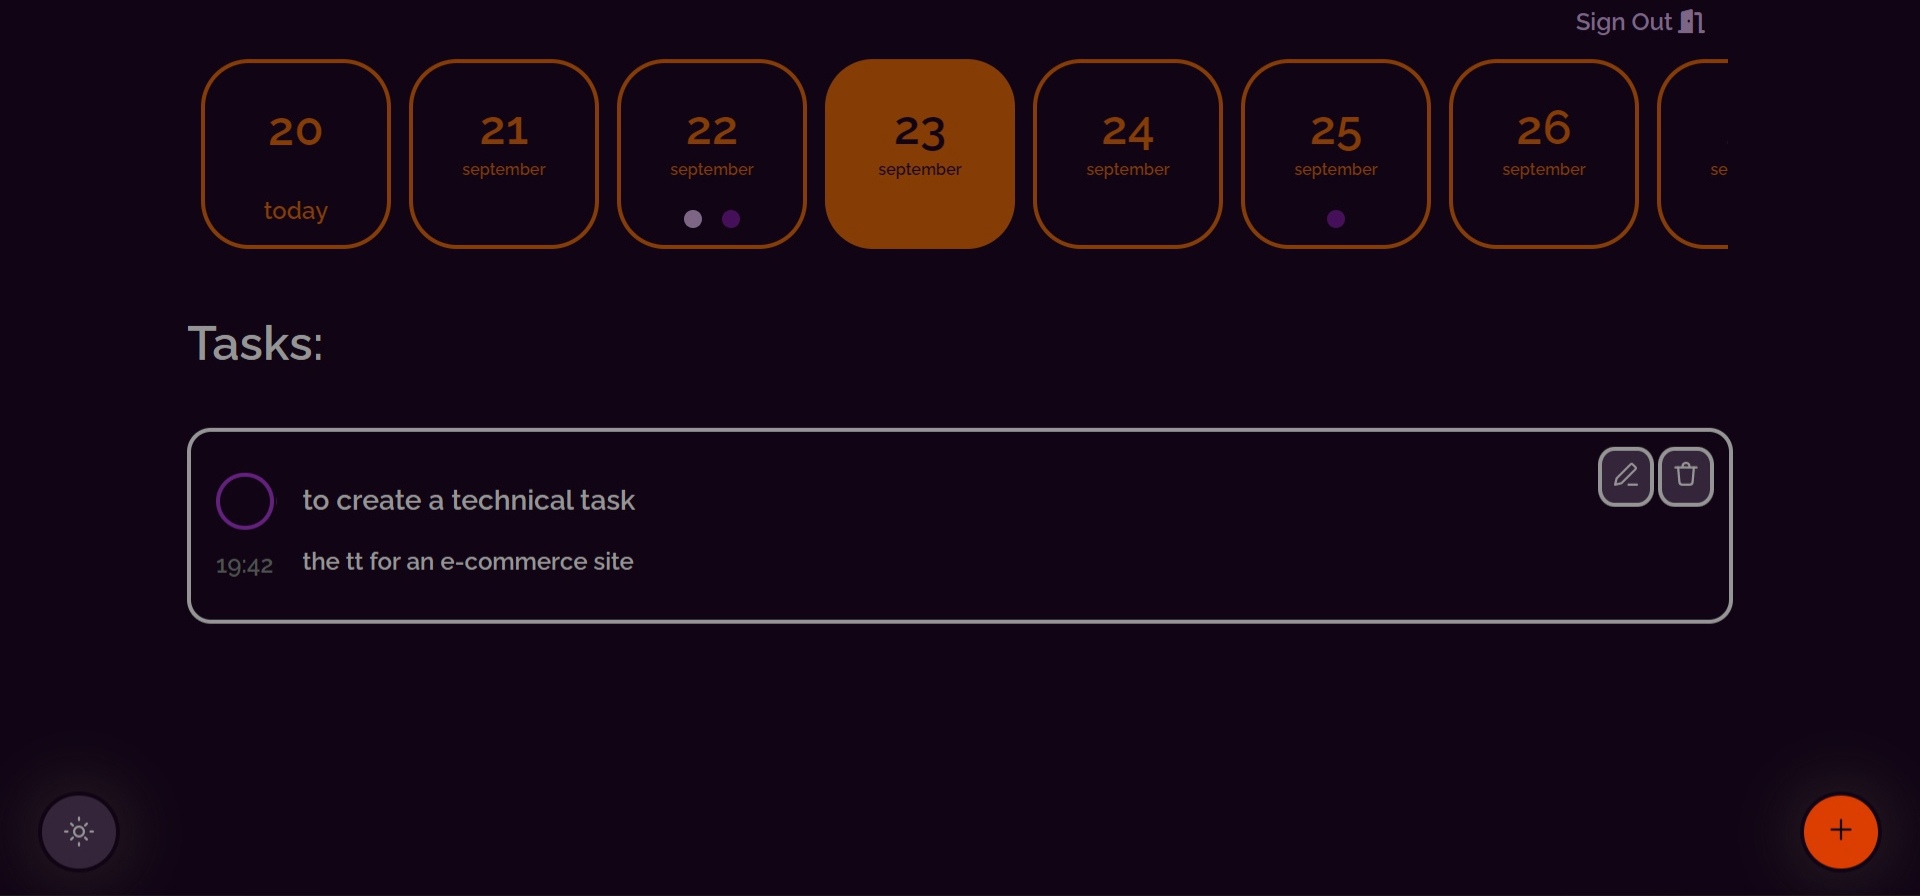 Sign Out
20
today
21
september
22
september
23
september
24
september
25
september
26
september
se
Tasks:
to create a technical task
19:42
the tt for an e-commerce site